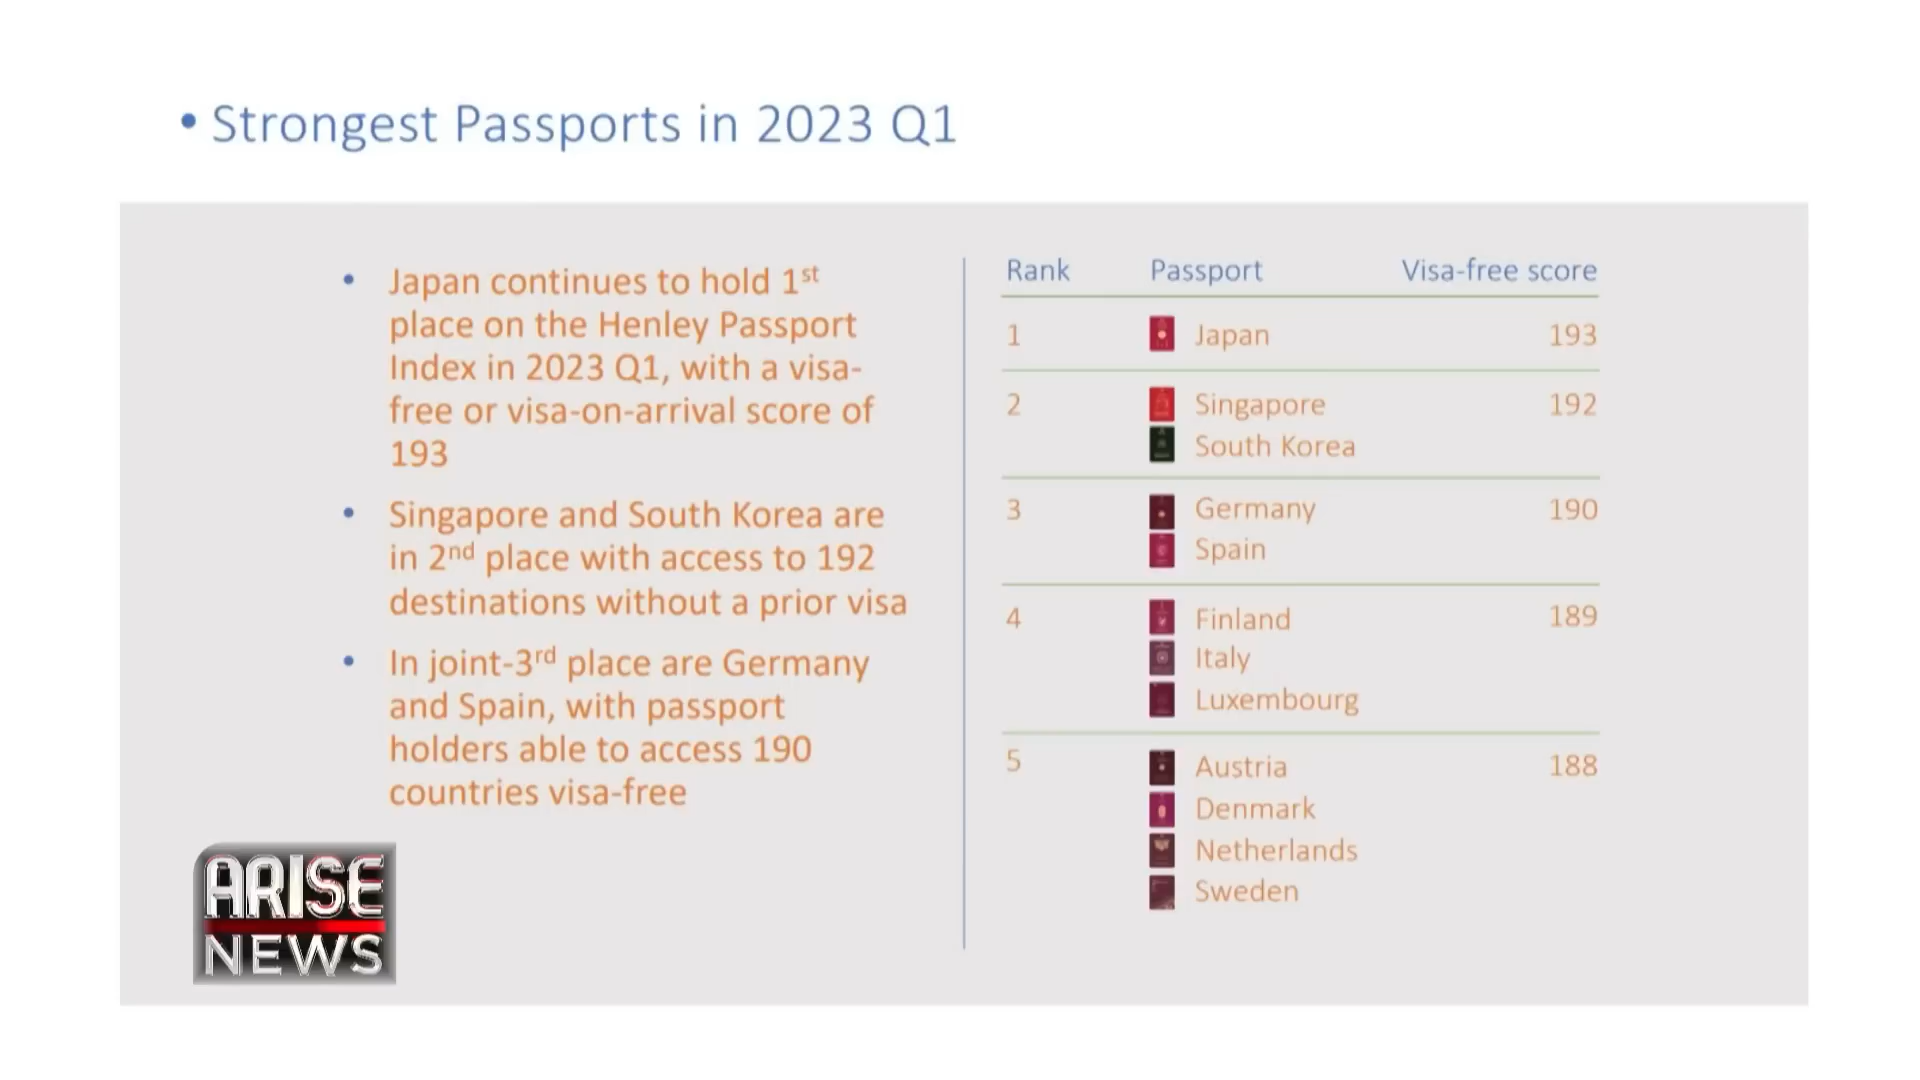 • Strongest Passports in 2023 Q1
• Japan continues to hold 1st
place on the Henley Passport
Index in 2023 Q1, with a visa-
free or visa-on-arrival score of
193
• Singapore and South Korea are
in 2nd place with access to 192
destinations without a prior visa
• In joint-3rd place are Germany
and Spain, with passport
holders able to access 190
countries visa-free
Rank Passport Visa-free score
1 Japan 193
2 Singapore 192
South Korea
3 Germany 190
Spain
4 Finland 189
Italy
Luxembourg
5 Austria 188
Denmark
Netherlands
Sweden
ARISE
NEWS